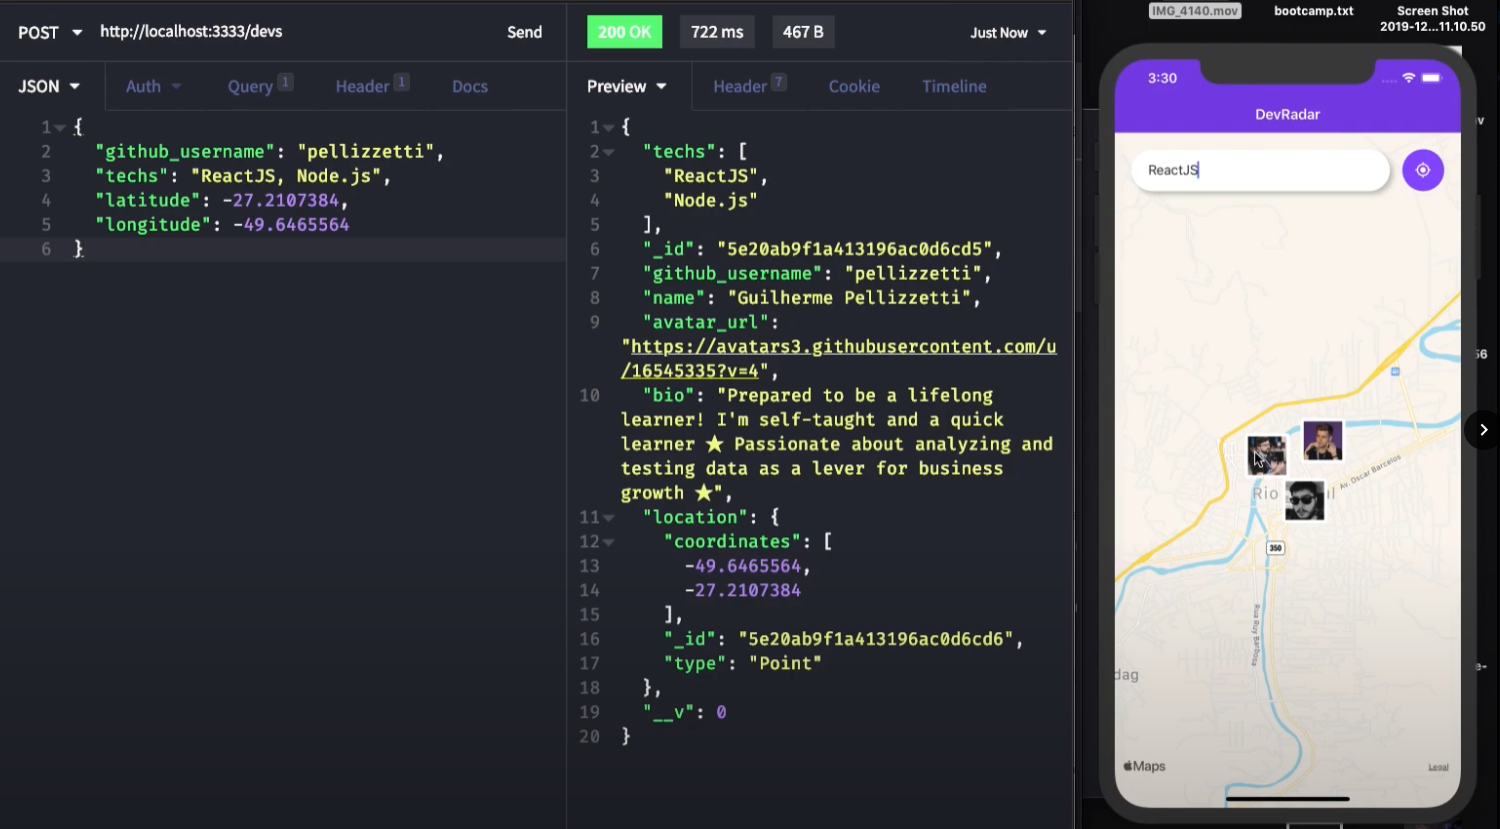 POST http://localhost:3333/devs Send
200 OK 722 ms 467 B Just Now
JSON Auth Query 1 Header 1 Docs
Preview Header 7 Cookie Timeline
1 {
2 "github_username": "pellizzetti",
3 "techs": "ReactJS, Node.js",
4 "latitude": -27.2107384,
5 "longitude": -49.6465564
6 }
1 {
2 "techs": [
3 "ReactJS",
4 "Node.js"
5 ],
6 "_id": "5e20ab9f1a413196ac0d6cd5",
7 "github_username": "pellizzetti",
8 "name": "Guilherme Pellizzetti",
9 "avatar_url":
"https://avatars3.githubusercontent.com/u
/16545335?v=4",
10 "bio": "Prepared to be a lifelong
learner! I'm self-taught and a quick
learner ★ Passionate about analyzing and
testing data as a lever for business
growth ★",
11 "location": {
12 "coordinates": [
13 -49.6465564,
14 -27.2107384
15 ],
16 "_id": "5e20ab9f1a413196ac0d6cd6",
17 "type": "Point"
18 },
19 "__v": 0
20 }
IMG_4140.mov bootcamp.txt Screen Shot
2019-12...11.10.50
3:30
DevRadar
ReactJS
Av. Oscar Barcelos
Rio
350
Rua Ruy Barbosa
dag
Maps Legal